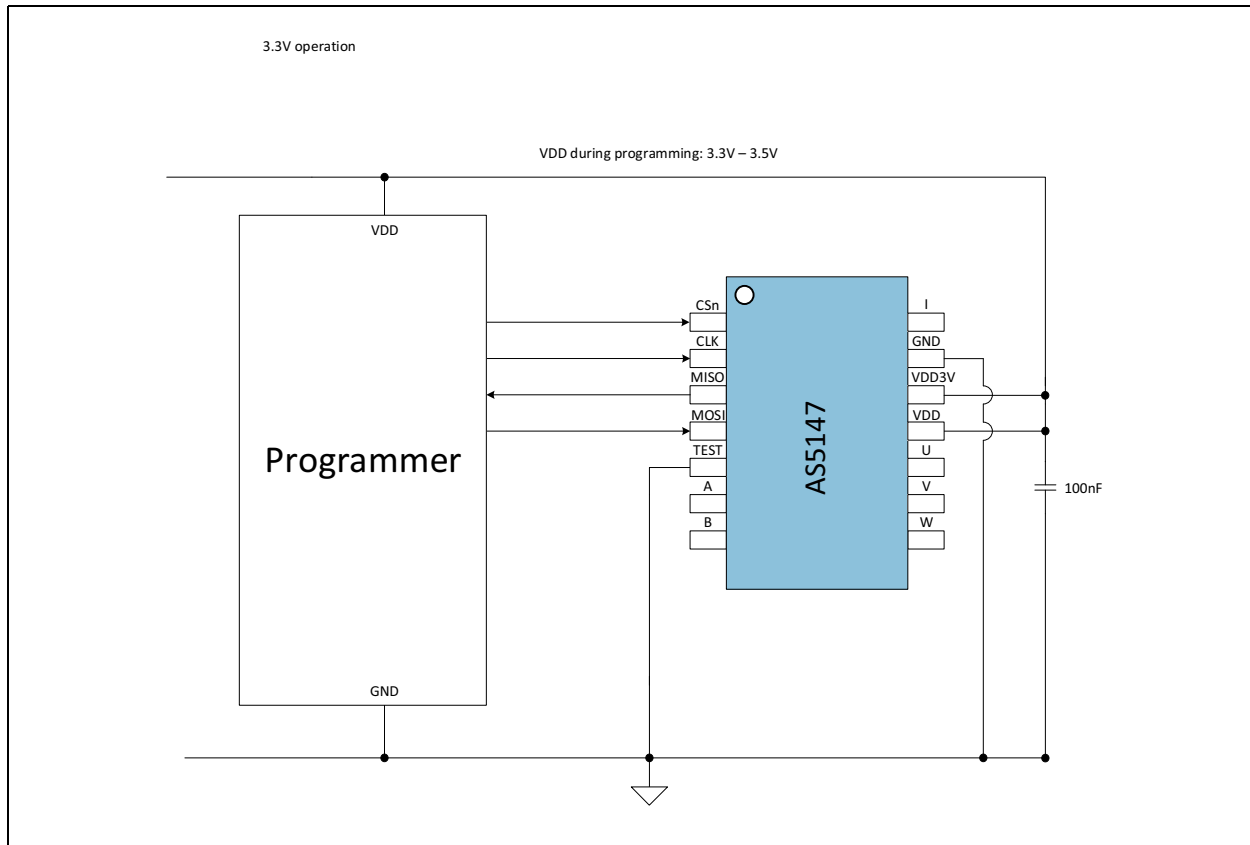 3.3V operation
VDD during programming: 3.3V – 3.5V
VDD
Programmer
GND
CSn
CLK
MISO
MOSI
TEST
A
B
AS5147
I
GND
VDD3V
VDD
U
V
W
100nF